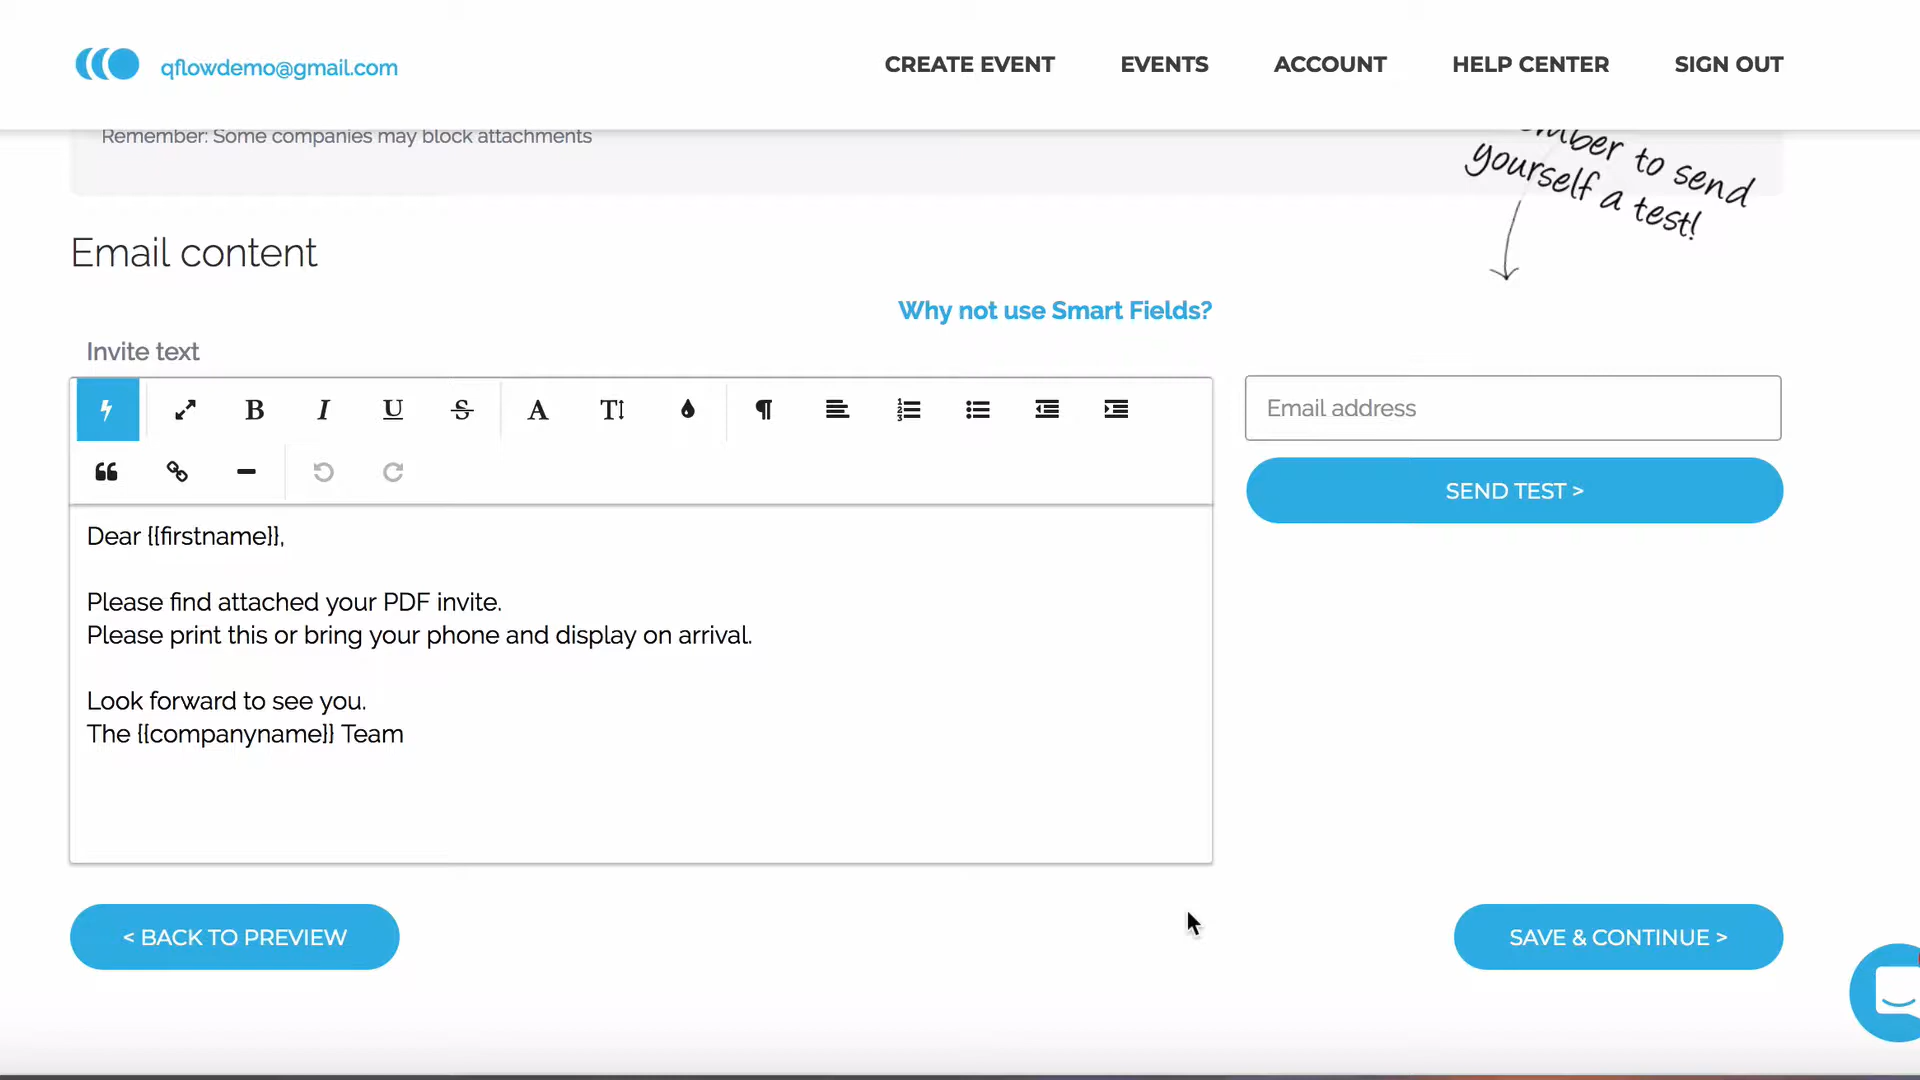 qflowdemo@gmail.com
CREATE EVENT
EVENTS
ACCOUNT
HELP CENTER
SIGN OUT
Remember: Some companies may block attachments
to send
yourself a test!
Email content
Why not use Smart Fields?
Invite text
Email address
SEND TEST >
Dear {{firstname}},
Please find attached your PDF invite.
Please print this or bring your phone and display on arrival.
Look forward to see you.
The {{companyname}} Team
< BACK TO PREVIEW
SAVE & CONTINUE >